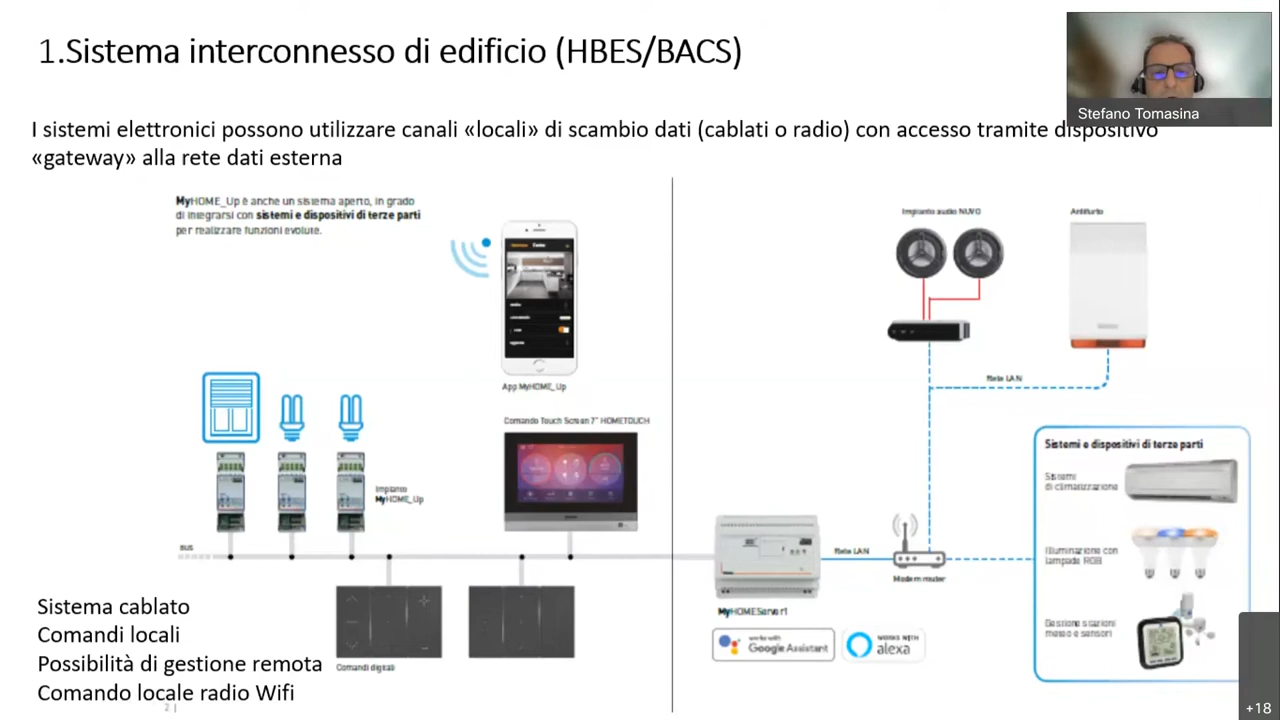 1.Sistema interconnesso di edificio (HBES/BACS)
Stefano Tomasina
I sistemi elettronici possono utilizzare canali «locali» di scambio dati (cablati o radio) con accesso tramite dispositivo
«gateway» alla rete dati esterna
MyHOME_Up è anche un sistema aperto, in grado
di integrarsi con sistemi e dispositivi di terze parti
per realizzare funzioni evolute.
App MyHOME_Up
Comando Touch Screen 7" HOMETOUCH
Impianto
MyHOME_Up
BUS
Sistema cablato
Comandi locali
Possibilità di gestione remota
Comando locale radio Wifi
Comandi digitali
2 |
Impianto audio NUVO
Antifurto
Rete LAN
Sistemi e dispositivi di terze parti
Sistemi
di climatizzazione
Illuminazione con
lampade RGB
Gestione stazioni
meteo e sensori
Rete LAN
Modem router
MyHOMEServer1
works with
Google Assistant
WORKS WITH
alexa
+18